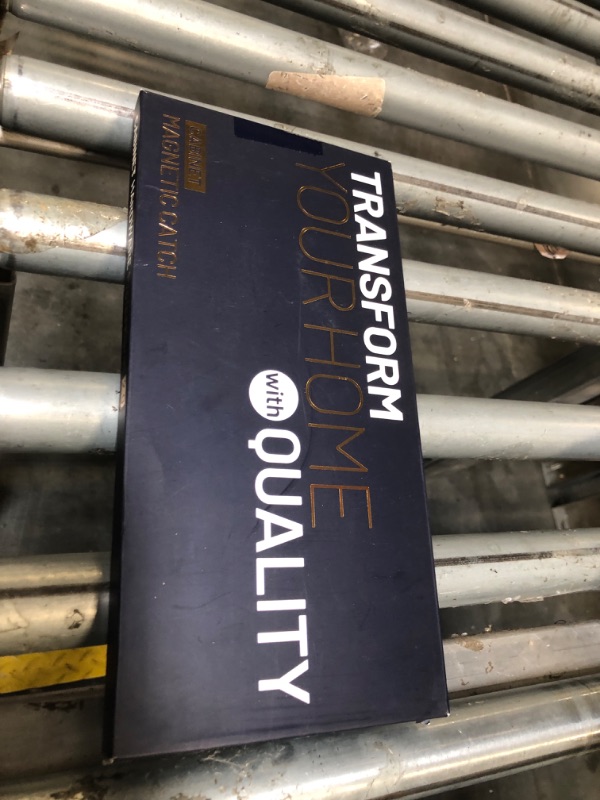 TRANSFORM
YOUR HOME
with QUALITY
MAGNETIC CATCH